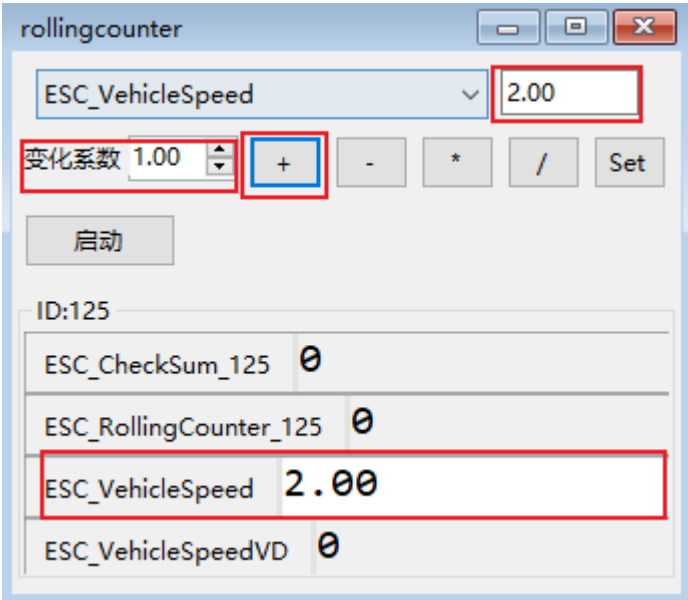 rollingcounter
ESC_VehicleSpeed 2.00
变化系数 1.00 + - * / Set
启动
ID:125
ESC_CheckSum_125 0
ESC_RollingCounter_125 0
ESC_VehicleSpeed 2.00
ESC_VehicleSpeedVD 0